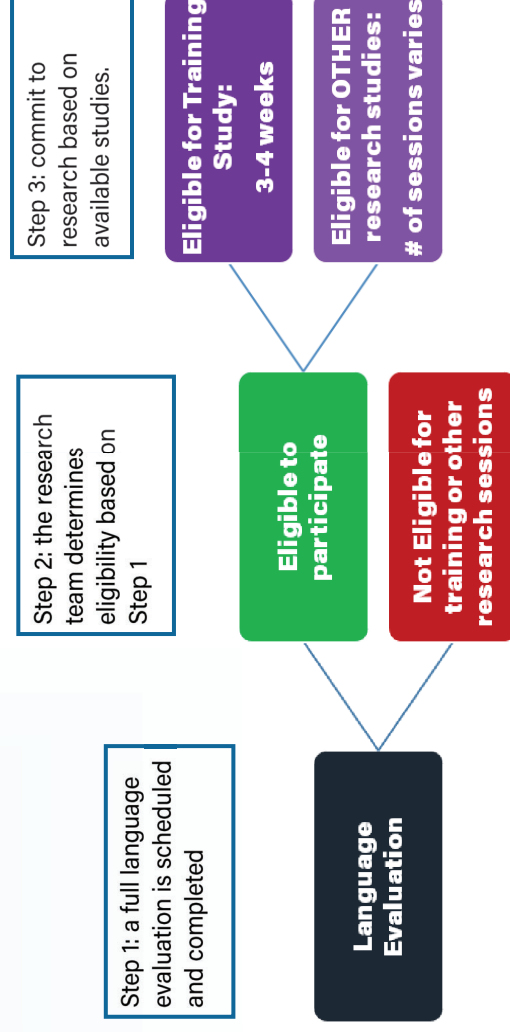 Step 1: a full language
evaluation is scheduled
and completed
Language
Evaluation
Step 2: the research
team determines
eligibility based on
Step 1
Eligible to
participate
Not Eligible for
training or other
research sessions
Step 3: commit to
research based on
available studies.
Eligible for Training
Study:
3-4 weeks
Eligible for OTHER
research studies:
# of sessions varies